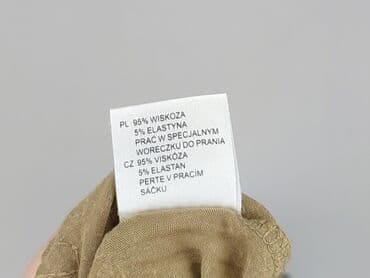 PL 95% WISKOZA
5% ELASTYNA
PRAĆ W SPECJALNYM
WORECZKU DO PRANIA
CZ 95% VISKÓZA
5% ELASTAN
PERTE V PRACÍM
SÁČKU